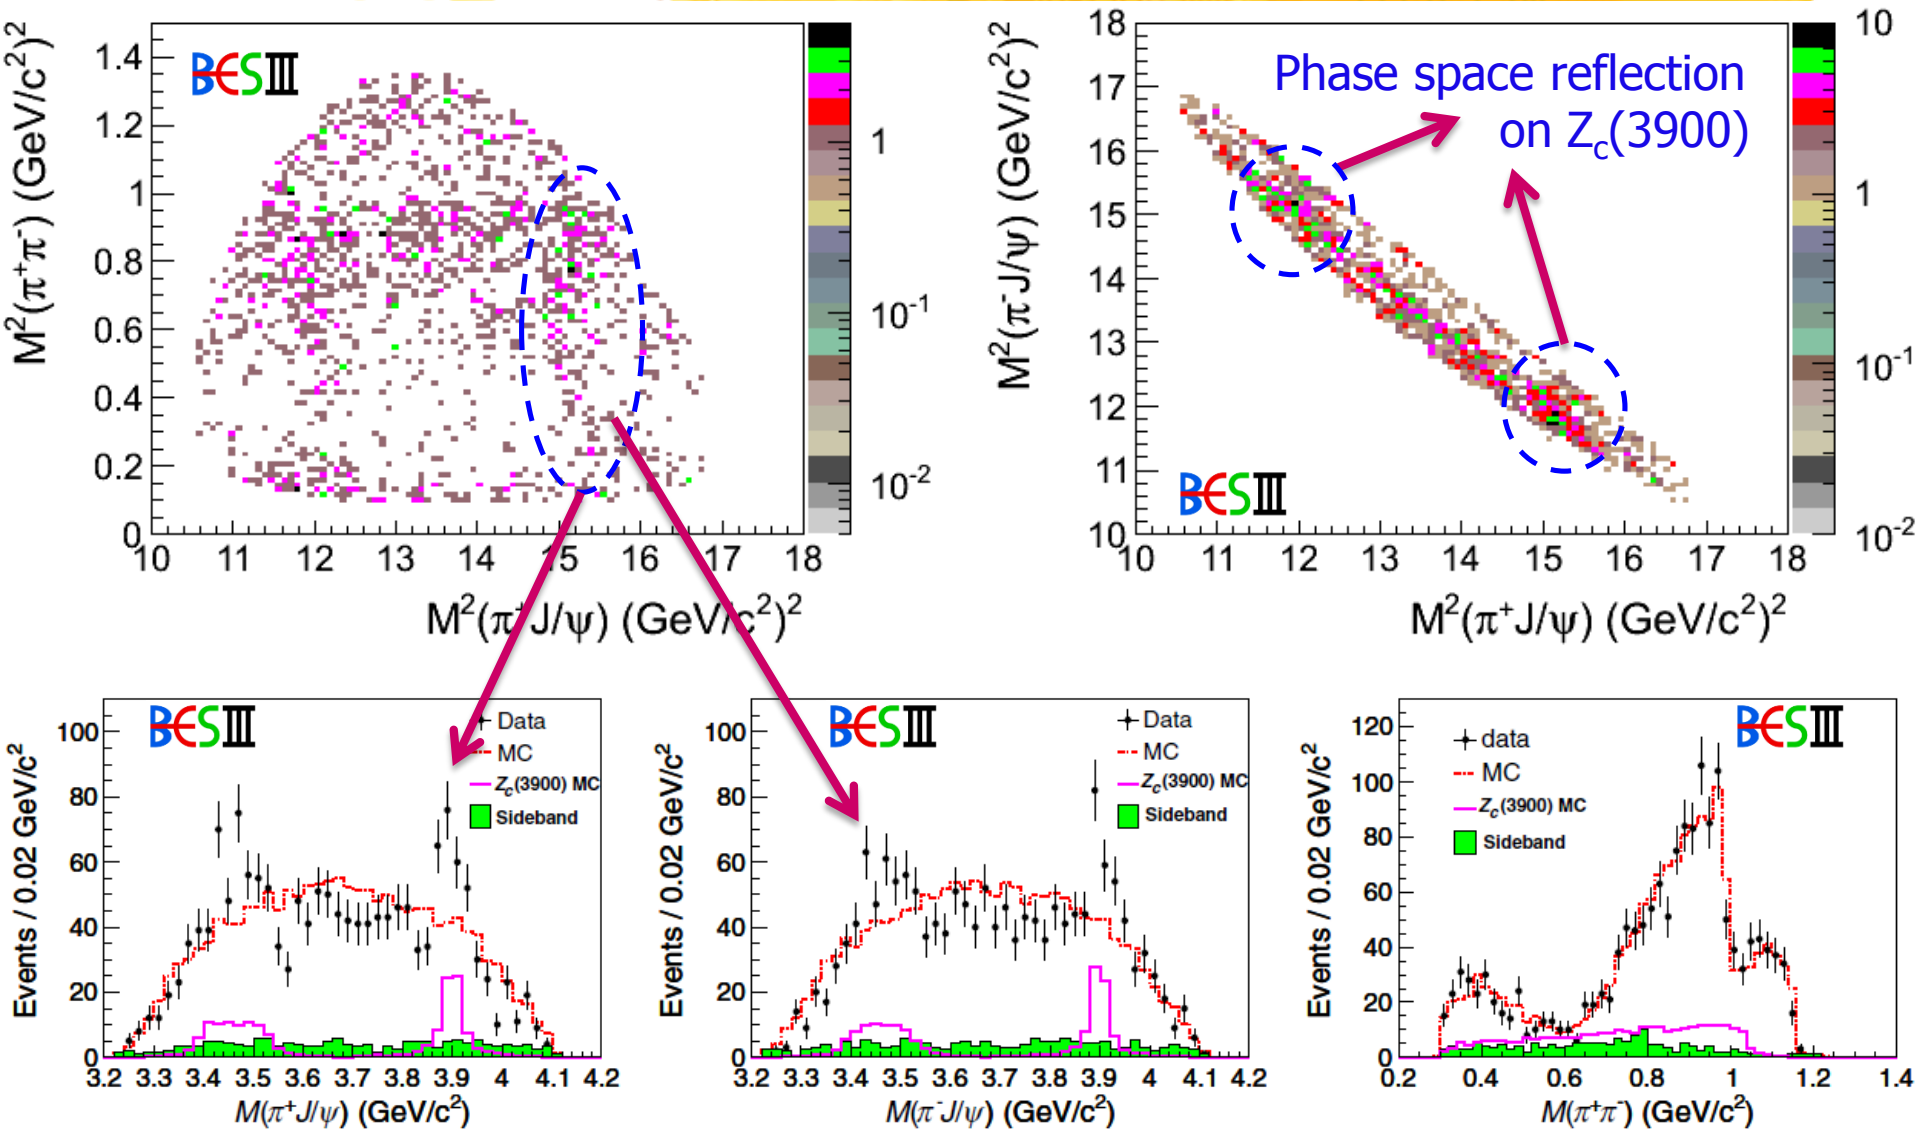 BESIII
M²(π⁺π⁻) (GeV/c²)²
1.4
1.2
1
0.8
0.6
0.4
0.2
0
10 11 12 13 14 15 16 17 18
M²(π⁺J/ψ) (GeV/c²)²
1
10⁻¹
10⁻²
Phase space reflection
on Z_c(3900)
BESIII
M²(π⁻J/ψ) (GeV/c²)²
18
17
16
15
14
13
12
11
10
10 11 12 13 14 15 16 17 18
M²(π⁺J/ψ) (GeV/c²)²
10
1
10⁻¹
10⁻²
BESIII
Data
MC
Z_c(3900) MC
Sideband
Events / 0.02 GeV/c²
100
80
60
40
20
0
3.2 3.3 3.4 3.5 3.6 3.7 3.8 3.9 4 4.1 4.2
M(π⁺J/ψ) (GeV/c²)
BESIII
Data
MC
Z_c(3900) MC
Sideband
Events / 0.02 GeV/c²
100
80
60
40
20
0
3.2 3.3 3.4 3.5 3.6 3.7 3.8 3.9 4 4.1 4.2
M(π⁻J/ψ) (GeV/c²)
BESIII
data
MC
Z_c(3900) MC
Sideband
Events / 0.02 GeV/c²
120
100
80
60
40
20
0
0.2 0.4 0.6 0.8 1 1.2 1.4
M(π⁺π⁻) (GeV/c²)